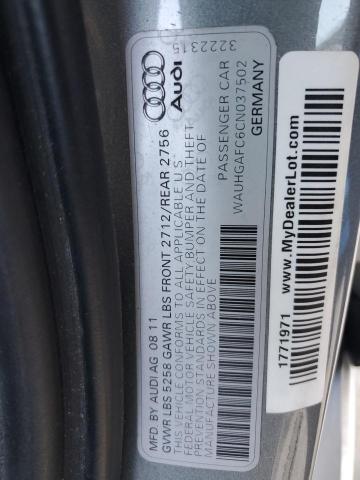 3222315
Audi
MFD. BY AUDI AG 08 11
GVWR LBS 5258 GAWR LBS FRONT 2712/REAR 2756
THIS VEHICLE CONFORMS TO ALL APPLICABLE U S
FEDERAL MOTOR VEHICLE SAFETY BUMPER AND THEFT
PREVENTION STANDARDS IN EFFECT ON THE DATE OF
MANUFACTURE SHOWN ABOVE
PASSENGER CAR
WAUHGAFC6CN037502
GERMANY
www.MyDealerLot.com
1771971